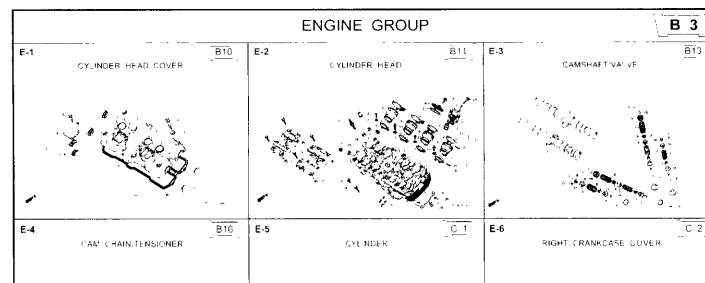 ENGINE GROUP
B 3
E-1
B10
CYLINDER HEAD COVER
E-2
B11
CYLINDER HEAD
E-3
B13
CAMSHAFT/VALVE
E-4
B16
CAM CHAIN/TENSIONER
E-5
C 1
CYLINDER
E-6
C 2
RIGHT CRANKCASE COVER